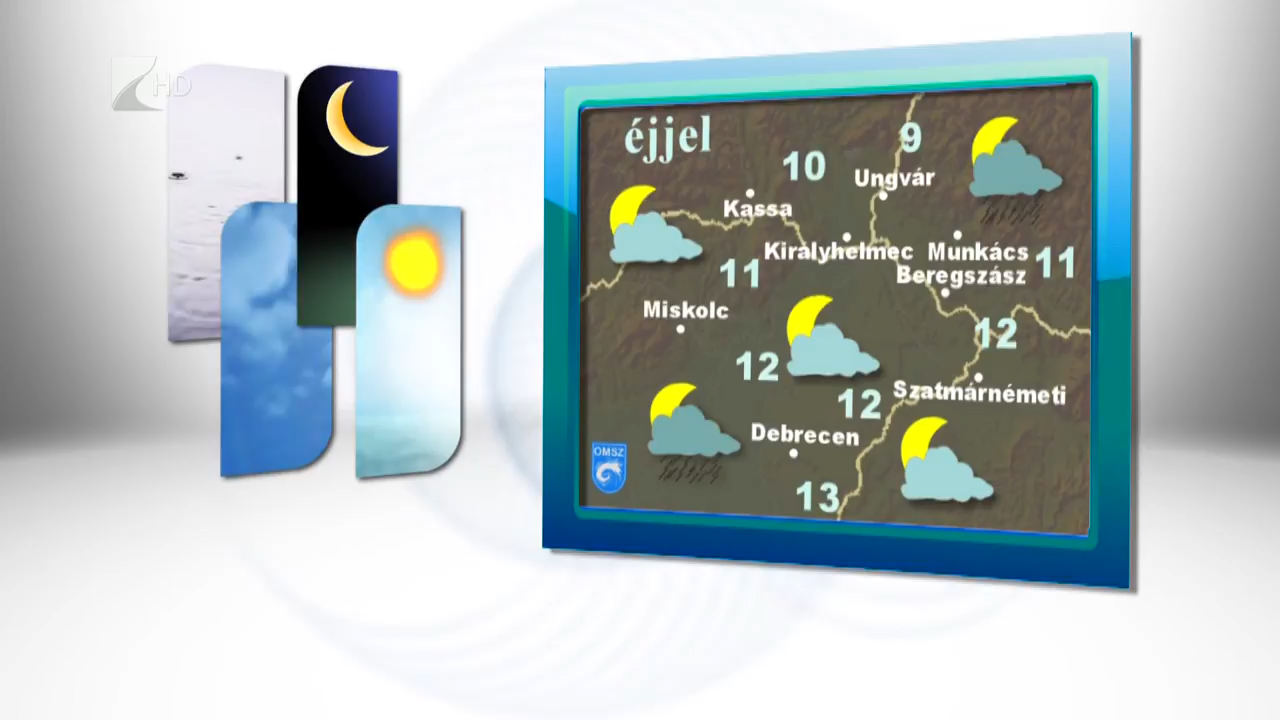 HD
éjjel
9
10
Ungvár
Kassa
Királyhelmec
Munkács
11
11
Beregszász
Miskolc
12
12
12
Szatmárnémeti
Debrecen
OMSZ
13